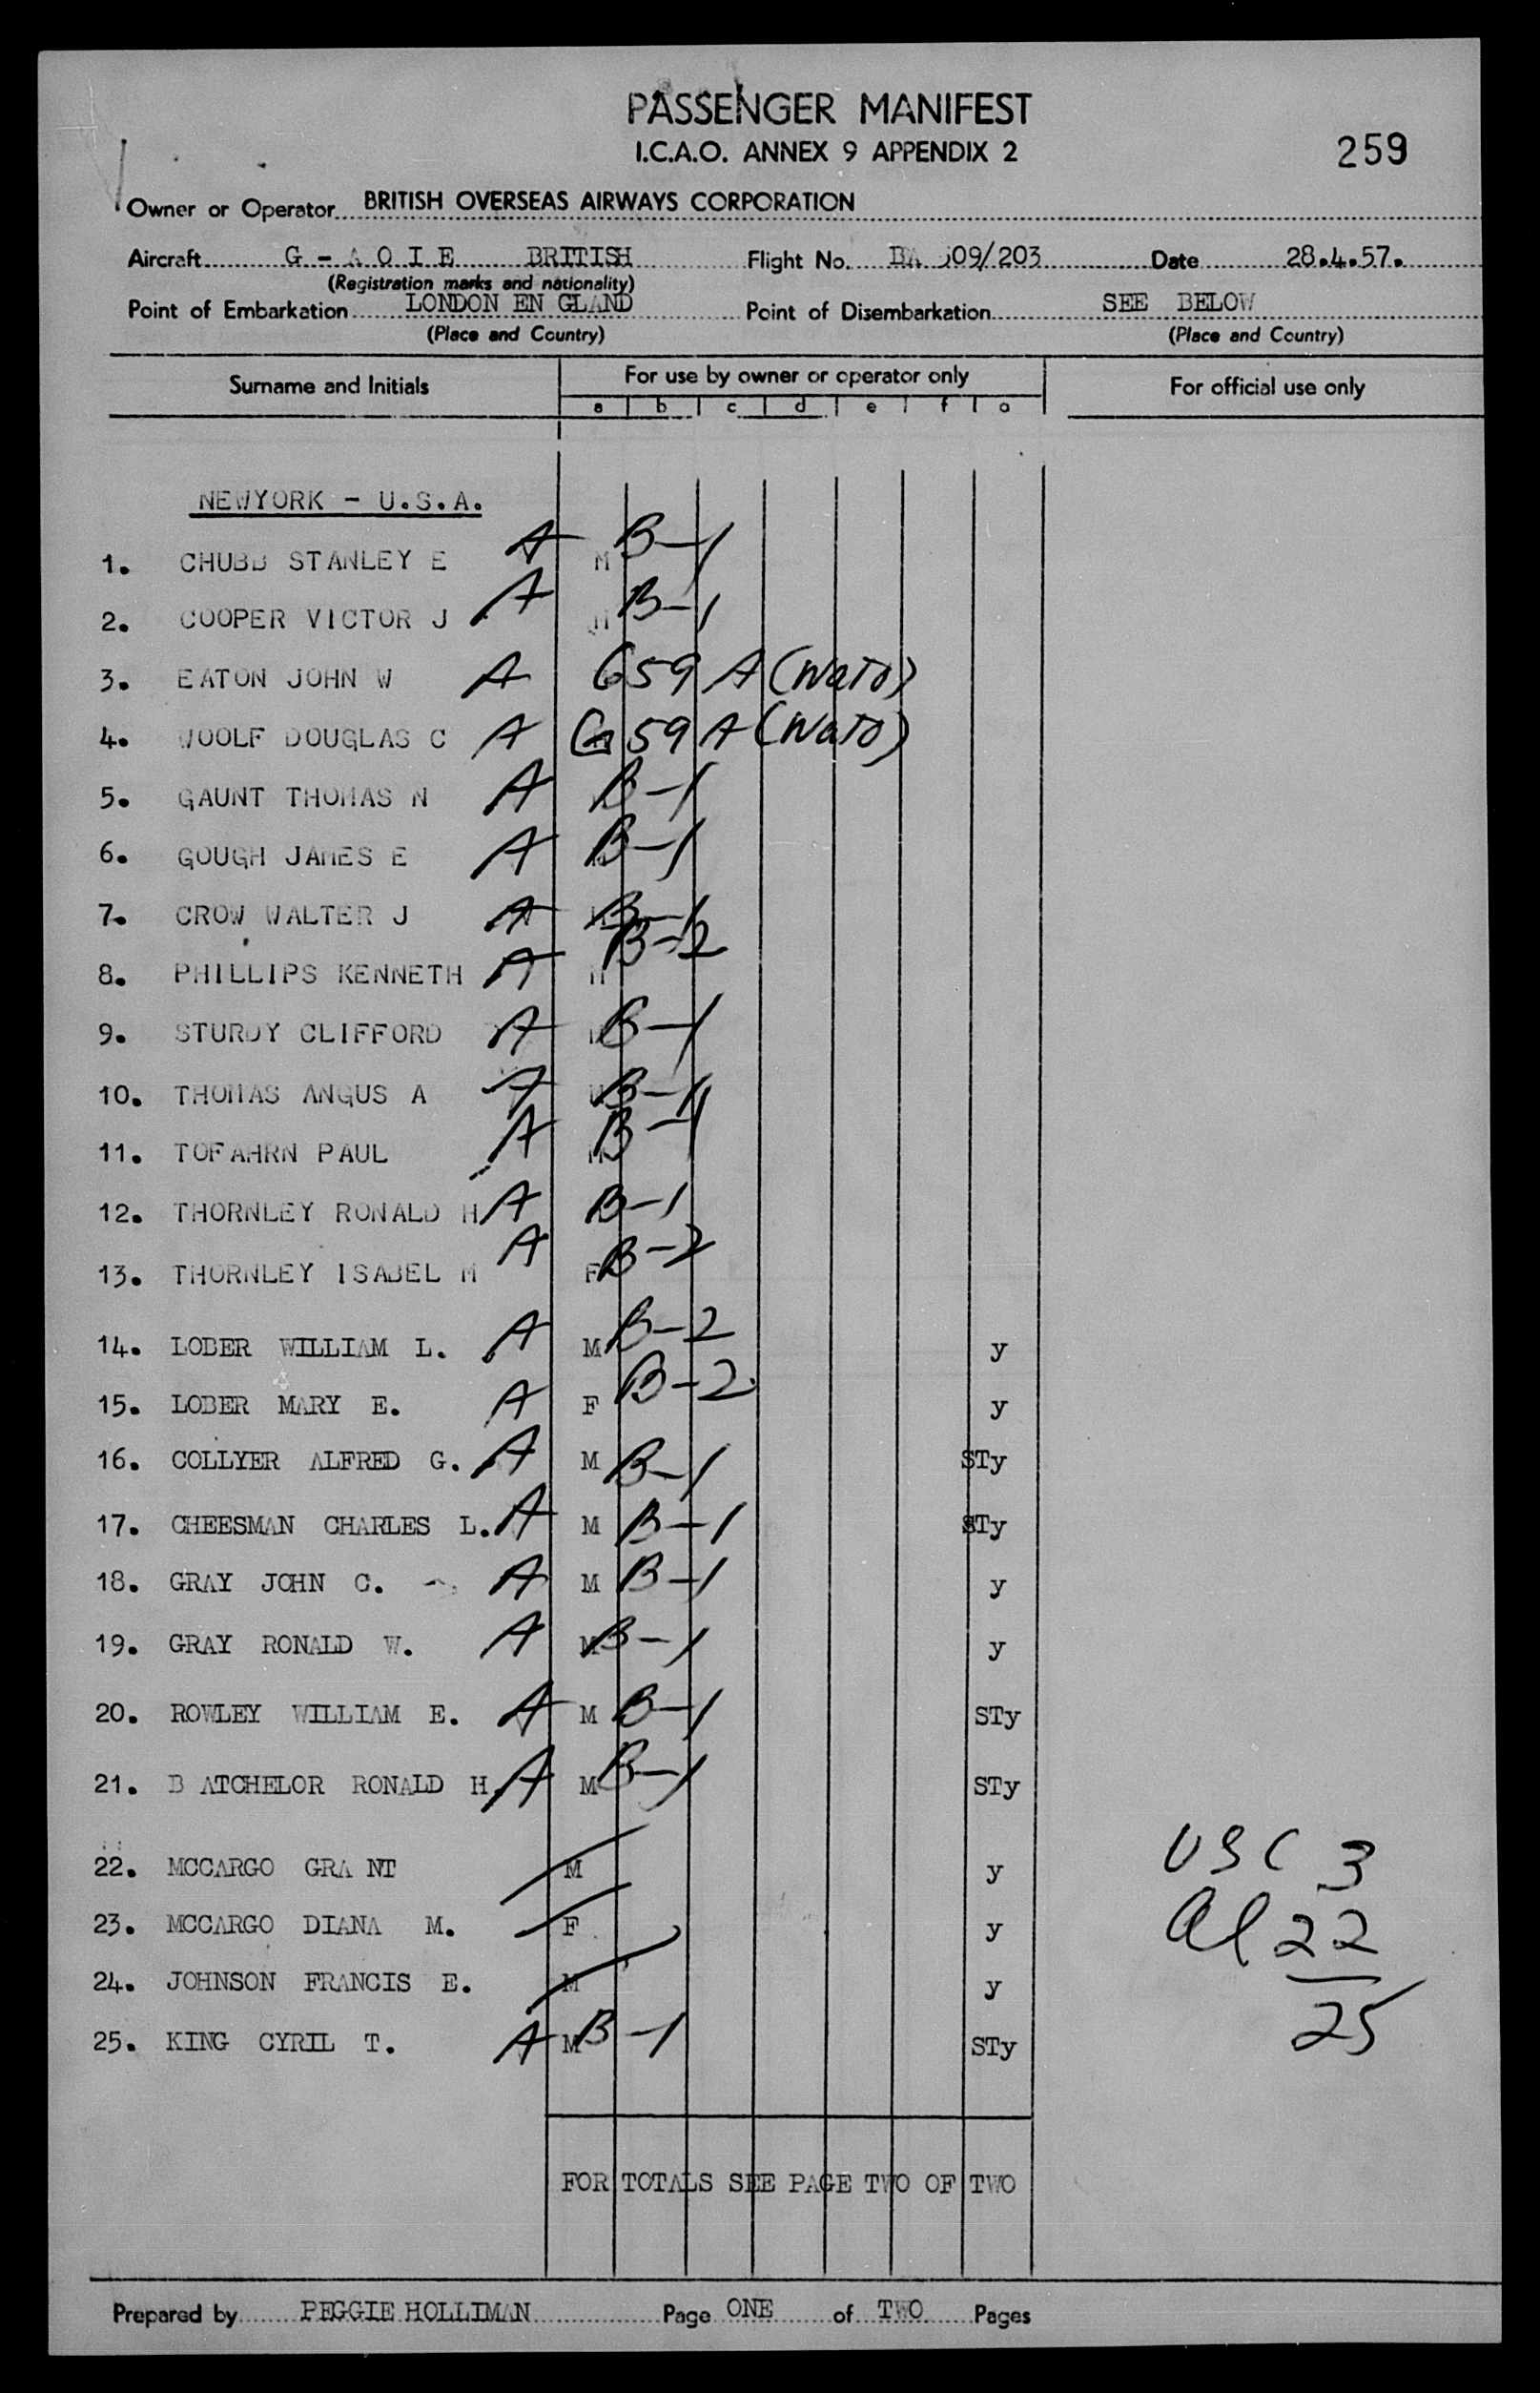 PASSENGER MANIFEST
I.C.A.O. ANNEX 9 APPENDIX 2
259
Owner or Operator BRITISH OVERSEAS AIRWAYS CORPORATION
Aircraft G - A O I E BRITISH Flight No. BA 509/203 Date 28.4.57.
(Registration marks and nationality)
Point of Embarkation LONDON EN GLAND Point of Disembarkation SEE BELOW
(Place and Country) (Place and Country)
Surname and Initials For use by owner or operator only For official use only
a b c d e f
NEWYORK - U.S.A.
1. CHUBB STANLEY E A M B-1
2. COOPER VICTOR J A M B-1
3. EATON JOHN W A G59 A (NATO)
4. WOOLF DOUGLAS C A G59 A (NATO)
5. GAUNT THOMAS N A B-1
6. GOUGH JAMES E A B-1
7. CROW WALTER J A B-1
8. PHILLIPS KENNETH A M B-2
9. STURDY CLIFFORD A B-1
10. THOMAS ANGUS A A B-1
11. TOFAHRN PAUL A M B-1
12. THORNLEY RONALD H A B-1
13. THORNLEY ISABEL M A F B-2
14. LOBER WILLIAM L. A M B-2 y
15. LOBER MARY E. A F B-2 y
16. COLLYER ALFRED G. A M B-1 STy
17. CHEESMAN CHARLES L. A M B-1 STy
18. GRAY JOHN C. A M B-1 y
19. GRAY RONALD W. A M B-1 y
20. ROWLEY WILLIAM E. A M B-1 STy
21. B ATCHELOR RONALD H. A M B-1 STy
22. MCCARGO GRA NT M y
USC 3
23. MCCARGO DIANA M. F y
al 22
24. JOHNSON FRANCIS E. M y
25
25. KING CYRIL T. A M B-1 STy
FOR TOTALS SEE PAGE TWO OF TWO
Prepared by PEGGIE HOLLIMAN Page ONE of TWO Pages